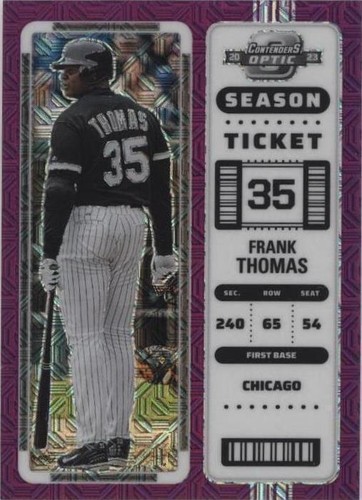 THOMAS
35
20 CONTENDERS 23
OPTIC
SEASON
TICKET
35
FRANK
THOMAS
SEC. ROW SEAT
240 65 54
FIRST BASE
CHICAGO